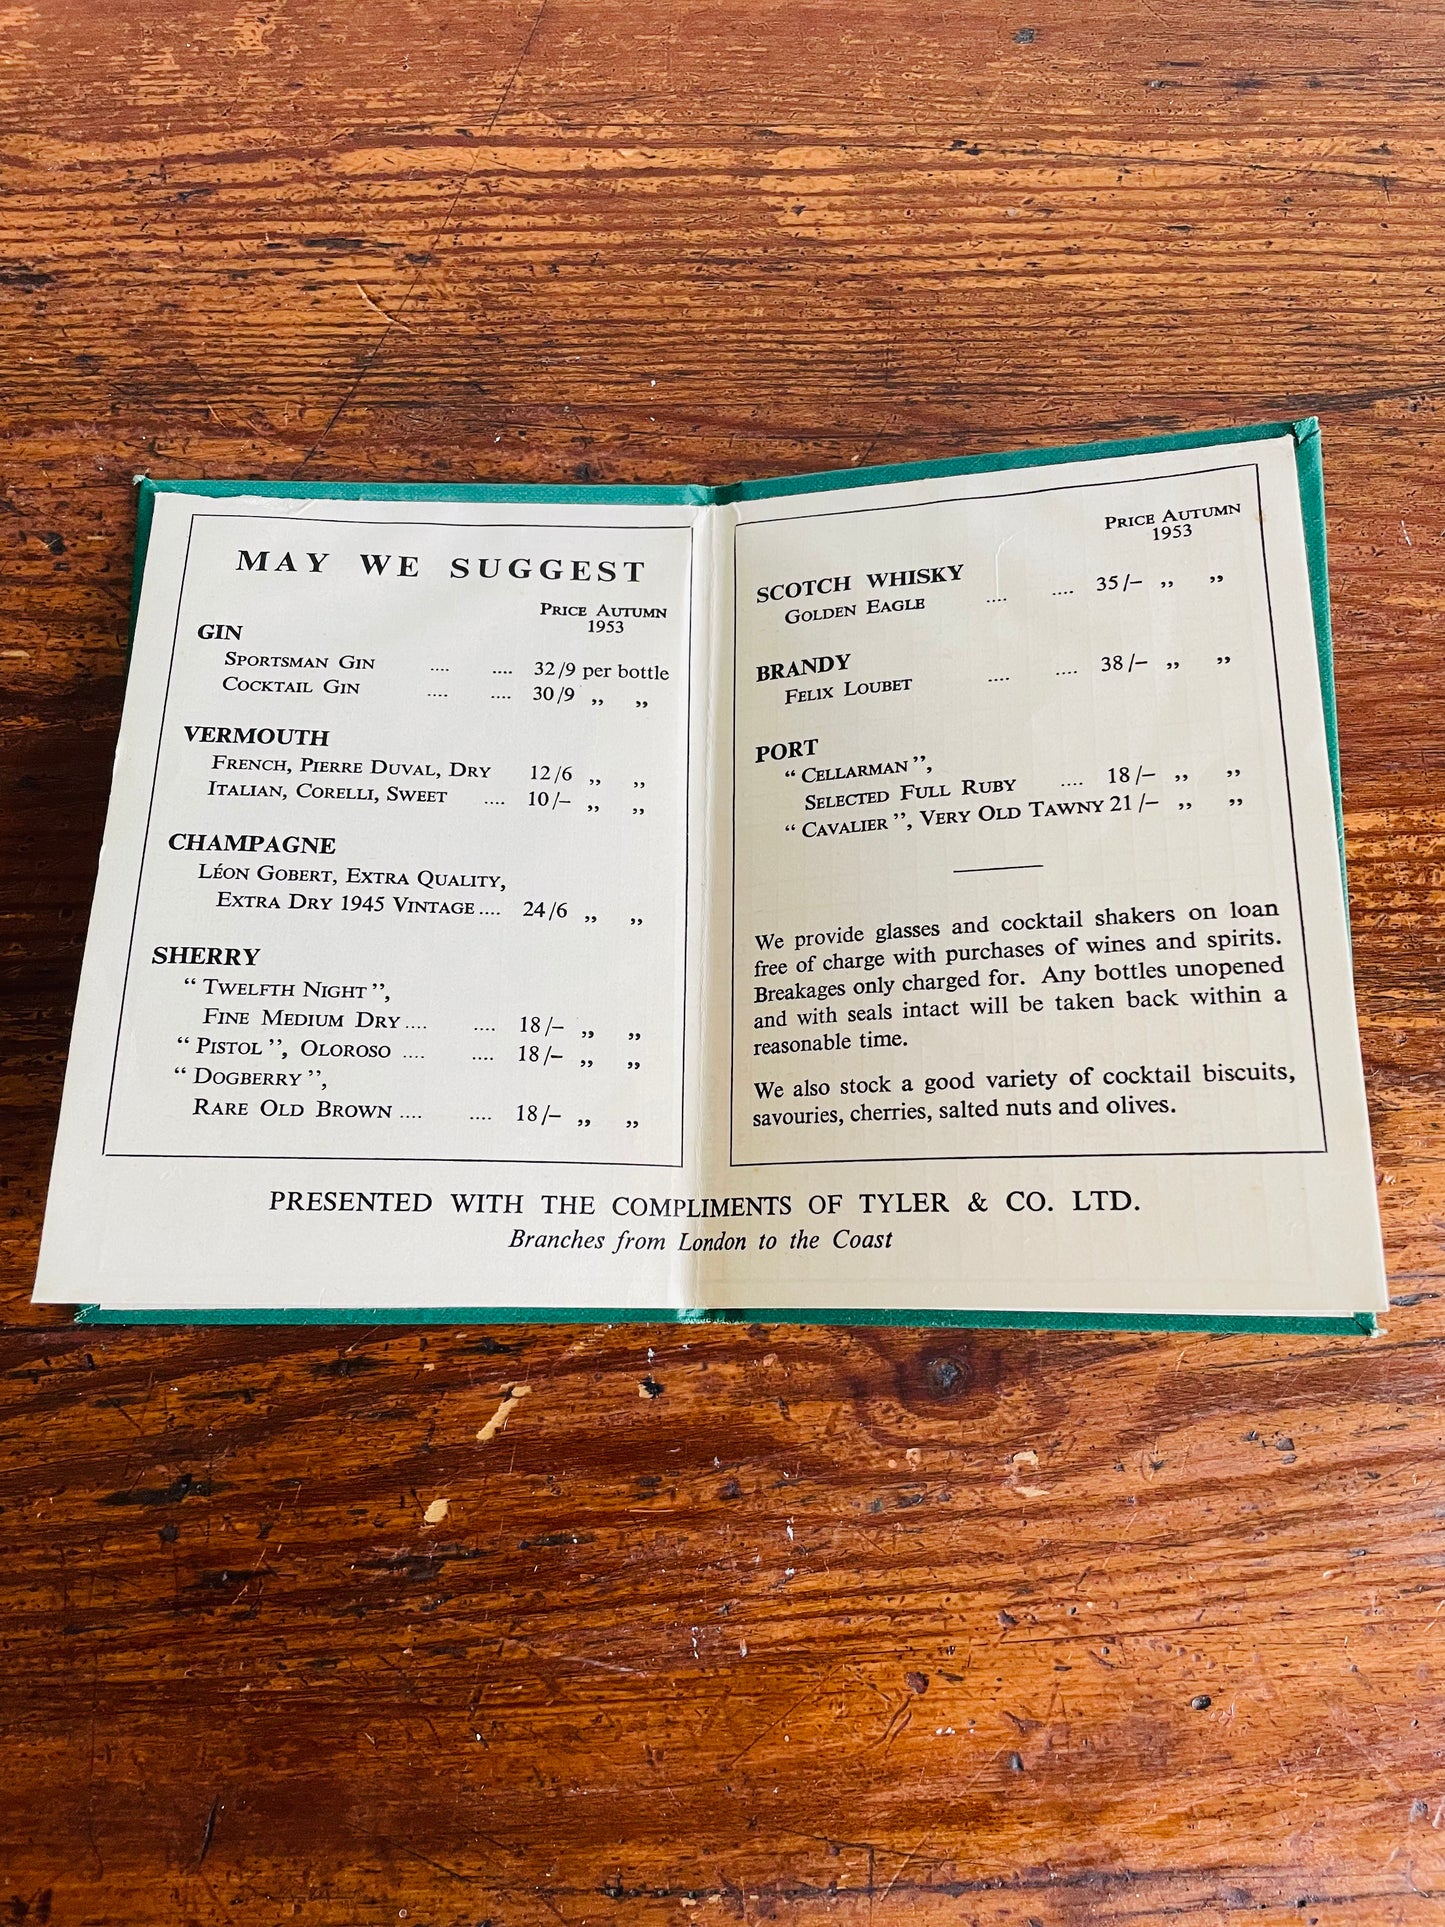 MAY WE SUGGEST
PRICE AUTUMN
1953
GIN
SPORTSMAN GIN .... .... 32/9 per bottle
COCKTAIL GIN .... .... 30/9 ,, ,,
VERMOUTH
FRENCH, PIERRE DUVAL, DRY 12/6 ,, ,,
ITALIAN, CORELLI, SWEET .... 10/– ,, ,,
CHAMPAGNE
LÉON GOBERT, EXTRA QUALITY,
EXTRA DRY 1945 VINTAGE .... 24/6 ,, ,,
SHERRY
“ TWELFTH NIGHT ”,
FINE MEDIUM DRY .... .... 18/– ,, ,,
“ PISTOL ”, OLOROSO .... .... 18/– ,, ,,
“ DOGBERRY ”,
RARE OLD BROWN .... .... 18/– ,, ,,
PRICE AUTUMN
1953
SCOTCH WHISKY
GOLDEN EAGLE .... .... 35/– ,, ,,
BRANDY
FELIX LOUBET .... .... 38/– ,, ,,
PORT
“ CELLARMAN ”,
SELECTED FULL RUBY .... 18/– ,, ,,
“ CAVALIER ”, VERY OLD TAWNY 21/– ,, ,,
We provide glasses and cocktail shakers on loan
free of charge with purchases of wines and spirits.
Breakages only charged for. Any bottles unopened
and with seals intact will be taken back within a
reasonable time.
We also stock a good variety of cocktail biscuits,
savouries, cherries, salted nuts and olives.
PRESENTED WITH THE COMPLIMENTS OF TYLER & CO. LTD.
Branches from London to the Coast